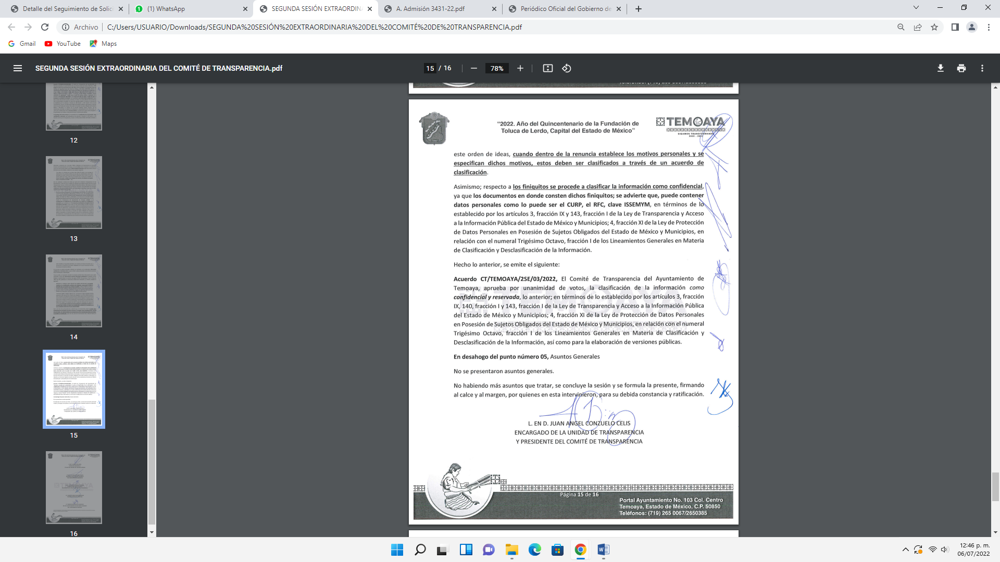 Detalle del Seguimiento de Solici
(1) WhatsApp
SEGUNDA SESIÓN EXTRAORDINA
A. Admisión 3431-22.pdf
Periódico Oficial del Gobierno de
Archivo
C:/Users/USUARIO/Downloads/SEGUNDA%20SESIÓN%20EXTRAORDINARIA%20DEL%20COMITÉ%20DE%20TRANSPARENCIA.pdf
Gmail
YouTube
Maps
SEGUNDA SESIÓN EXTRAORDINARIA DEL COMITÉ DE TRANSPARENCIA.pdf
15 / 16
78%
12
13
14
15
16
“2022. Año del Quincentenario de la Fundación de
Toluca de Lerdo, Capital del Estado de México”
TEMOAYA
SIGAMOS TRANSFORMANDO
este orden de ideas, cuando dentro de la renuncia establece los motivos personales y se
especifican dichos motivos, estos deben ser clasificados a través de un acuerdo de
clasificación.
Asimismo; respecto a los finiquitos se procede a clasificar la información como confidencial,
ya que los documentos en donde consten dichos finiquitos; se advierte que, puede contener
datos personales como lo puede ser el CURP, el RFC, clave ISSEMYM, en términos de lo
establecido por los artículos 3, fracción IX y 143, fracción I de la Ley de Transparencia y Acceso
a la Información Pública del Estado de México y Municipios; 4, fracción XI de la Ley de Protección
de Datos Personales en Posesión de Sujetos Obligados del Estado de México y Municipios, en
relación con el numeral Trigésimo Octavo, fracción I de los Lineamientos Generales en Materia
de Clasificación y Desclasificación de la Información.
Hecho lo anterior, se emite el siguiente:
Acuerdo CT/TEMOAYA/2SE/03/2022, El Comité de Transparencia del Ayuntamiento de
Temoaya, aprueba por unanimidad de votos, la clasificación de la información como
confidencial y reservada, lo anterior; en términos de lo establecido por los artículos 3, fracción
IX, 140, fracción I y 143, fracción I de la Ley de Transparencia y Acceso a la Información Pública
del Estado de México y Municipios; 4, fracción XI de la Ley de Protección de Datos Personales
en Posesión de Sujetos Obligados del Estado de México y Municipios, en relación con el numeral
Trigésimo Octavo, fracción I de los Lineamientos Generales en Materia de Clasificación y
Desclasificación de la Información, así como para la elaboración de versiones públicas.
En desahogo del punto número 05, Asuntos Generales
No se presentaron asuntos generales.
No habiendo más asuntos que tratar, se concluye la sesión y se formula la presente, firmando
al calce y al margen, por quienes en esta intervinieron, para su debida constancia y ratificación.
L. EN D. JUAN ANGEL CONZUELO CELIS
ENCARGADO DE LA UNIDAD DE TRANSPARENCIA
Y PRESIDENTE DEL COMITÉ DE TRANSPARENCIA
Página 15 de 16
Portal Ayuntamiento No. 103 Col. Centro
Temoaya, Estado de México, C.P. 50850
Teléfonos: (719) 265 0067/2650385
12:46 p. m.
06/07/2022